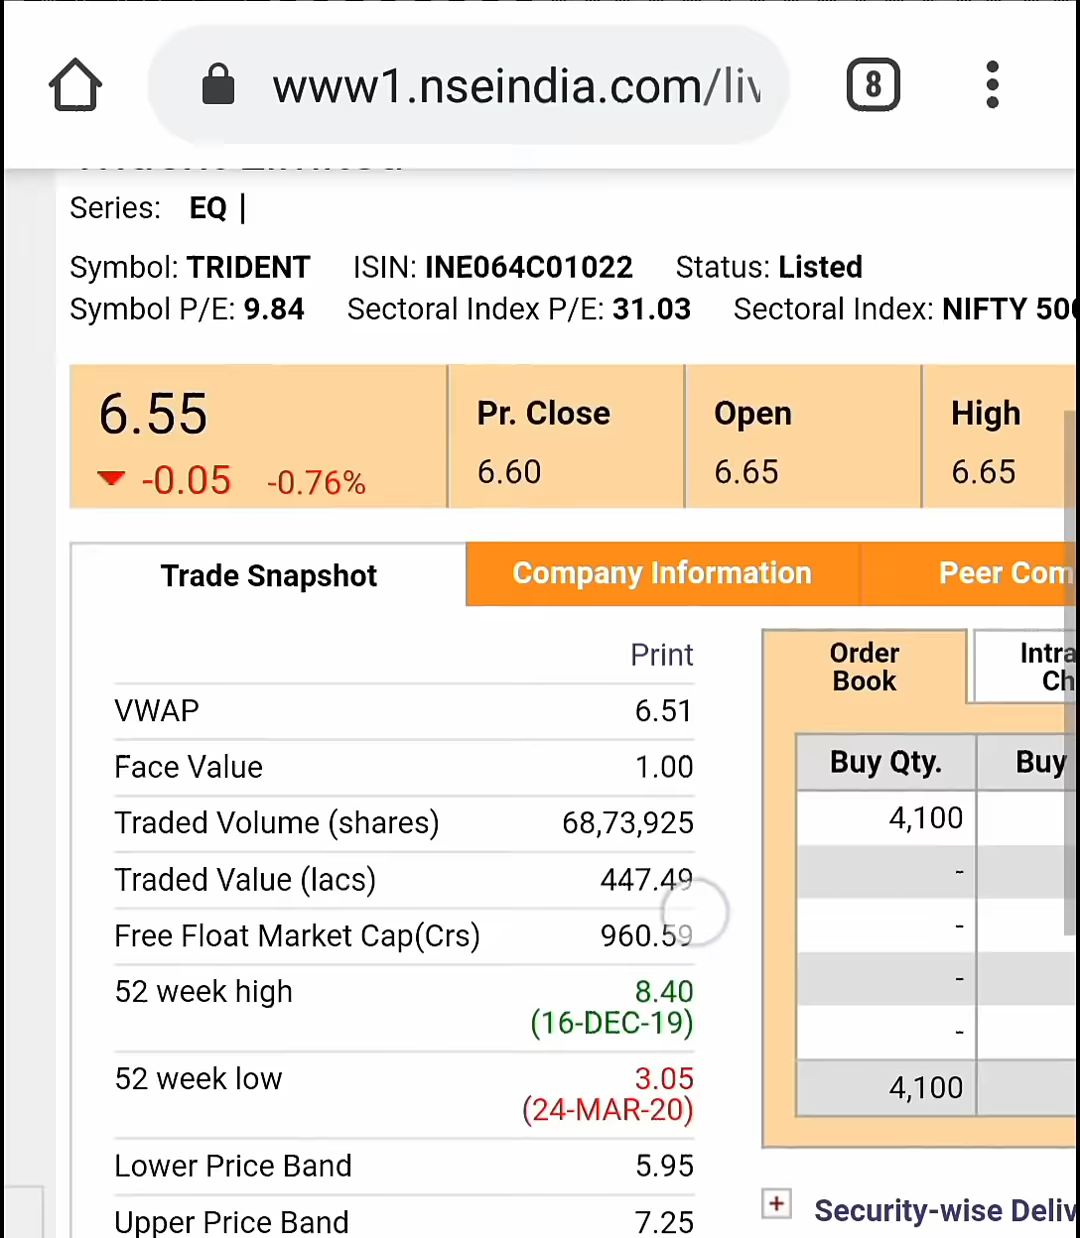 8
www1.nseindia.com/liv
Series: EQ |
Symbol: TRIDENT ISIN: INE064C01022 Status: Listed
Symbol P/E: 9.84 Sectoral Index P/E: 31.03 Sectoral Index: NIFTY 500
6.55
-0.05 -0.76%
Pr. Close
6.60
Open
6.65
High
6.65
Trade Snapshot
Company Information
Peer Com
Print
VWAP 6.51
Face Value 1.00
Traded Volume (shares) 68,73,925
Traded Value (lacs) 447.49
Free Float Market Cap(Crs) 960.59
52 week high 8.40
(16-DEC-19)
52 week low 3.05
(24-MAR-20)
Lower Price Band 5.95
Upper Price Band 7.25
Order
Book
Intra
Ch
Buy Qty. Buy
4,100
-
-
-
-
4,100
+ Security-wise Deliv